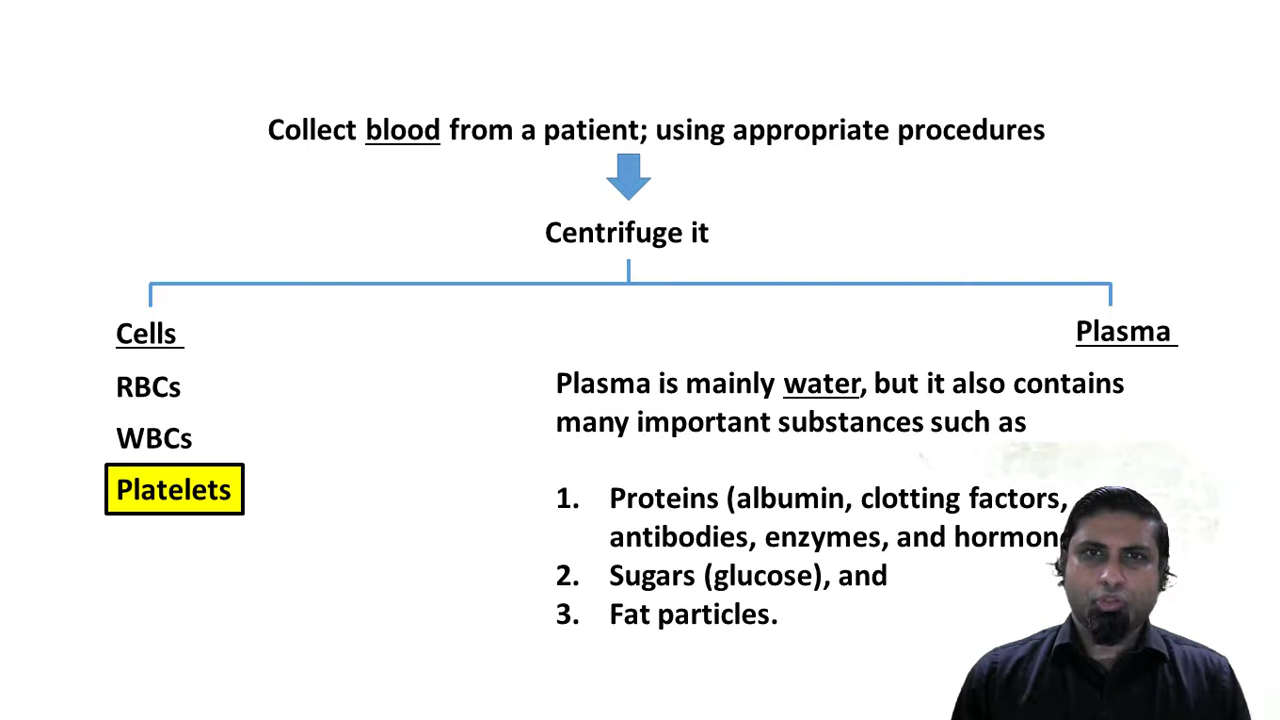 Collect blood from a patient; using appropriate procedures
Centrifuge it
Cells
Plasma
RBCs
WBCs
Platelets
Plasma is mainly water, but it also contains
many important substances such as
1. Proteins (albumin, clotting factors,
antibodies, enzymes, and
2. Sugars (glucose), and
3. Fat particles.